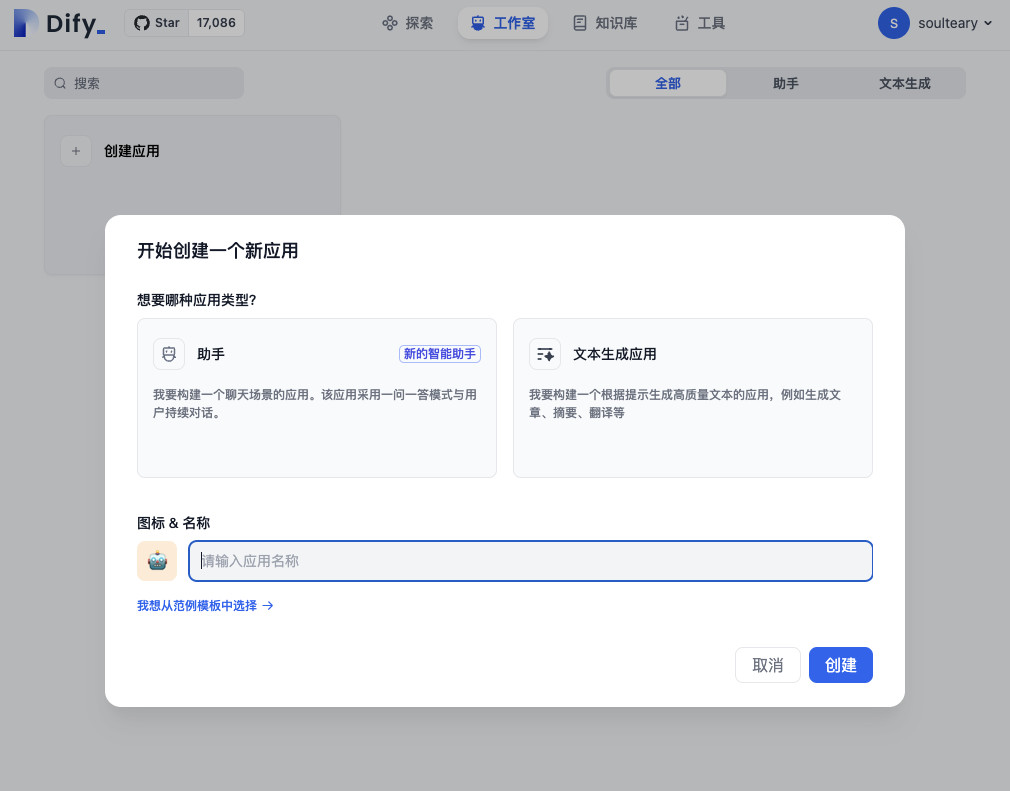 Dify_
Star 17,086
探索
工作室
知识库
工具
S soulteary
搜索
全部
助手
文本生成
+ 创建应用
开始创建一个新应用
想要哪种应用类型?
助手
新的智能助手
我要构建一个聊天场景的应用。该应用采用一问一答模式与用
户持续对话。
文本生成应用
我要构建一个根据提示生成高质量文本的应用，例如生成文
章、摘要、翻译等
图标 & 名称
请输入应用名称
我想从范例模板中选择 →
取消
创建